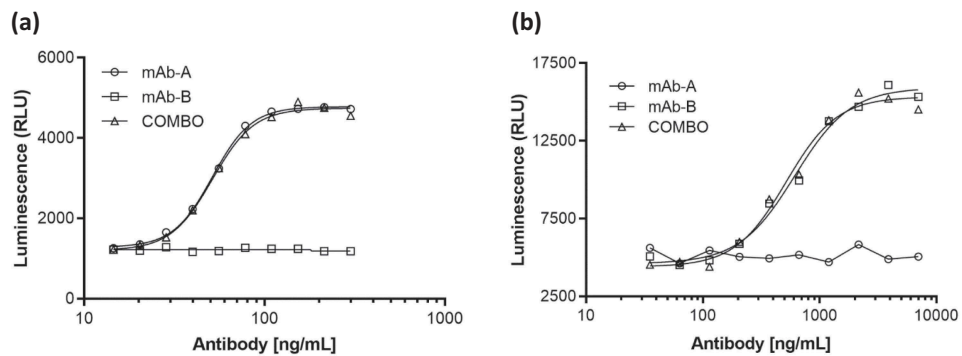 (a)
6000
4000
2000
0
Luminescence (RLU)
mAb-A
mAb-B
COMBO
10
100
1000
Antibody [ng/mL]
(b)
17500
12500
7500
2500
Luminescence (RLU)
mAb-A
mAb-B
COMBO
10
100
1000
10000
Antibody [ng/mL]